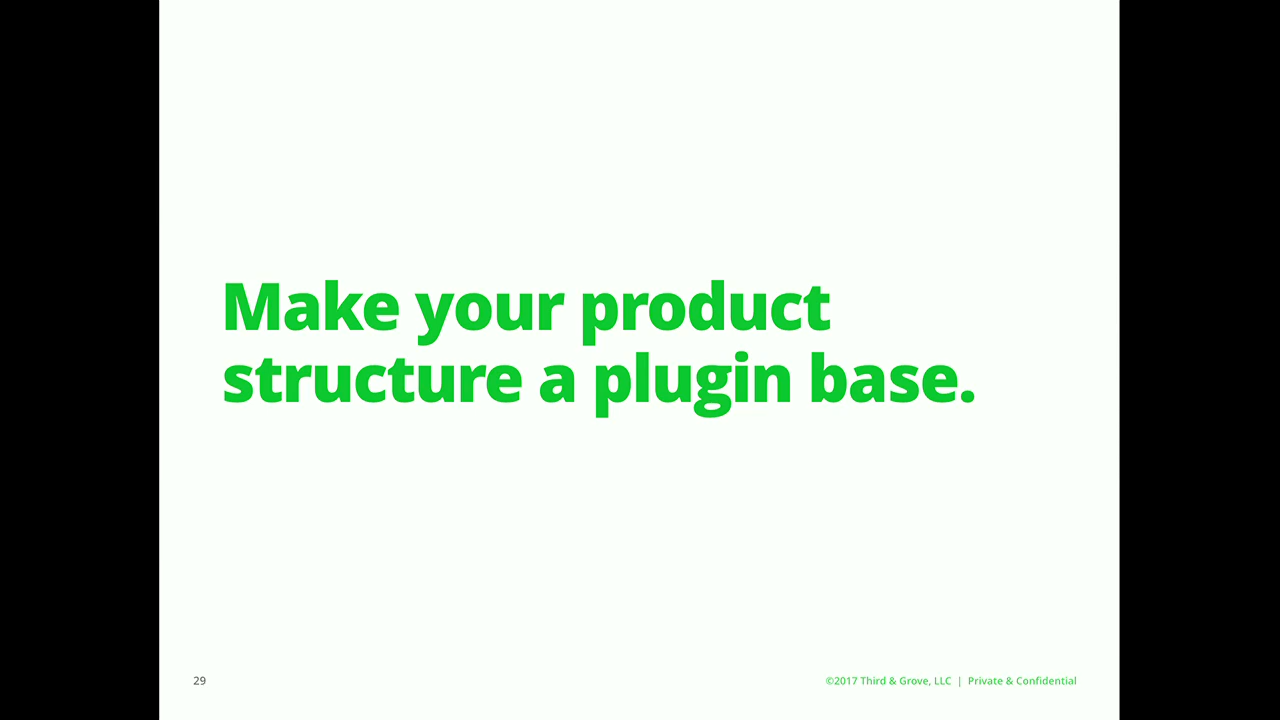 Make your product
structure a plugin base.
29
©2017 Third & Grove, LLC | Private & Confidential